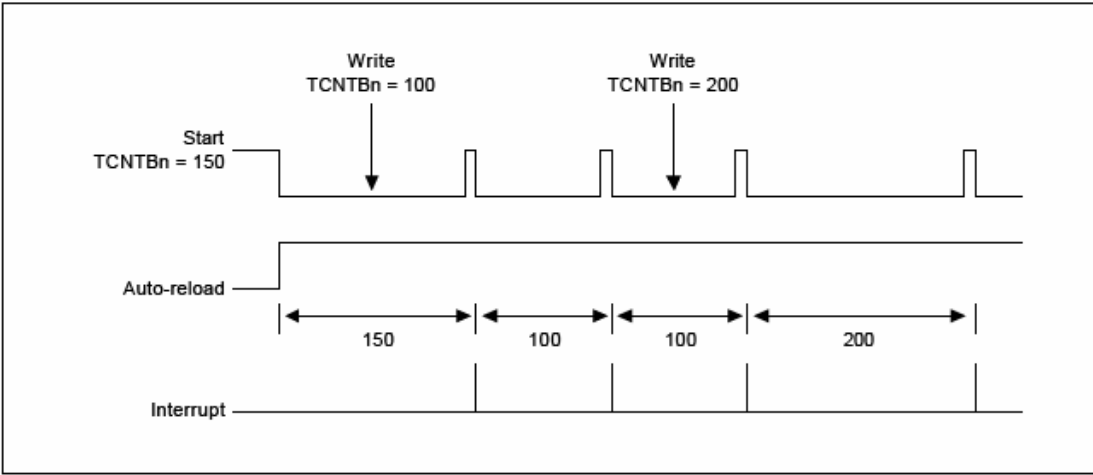 Write
TCNTBn = 100
Write
TCNTBn = 200
Start
TCNTBn = 150
Auto-reload
150
100
100
200
Interrupt